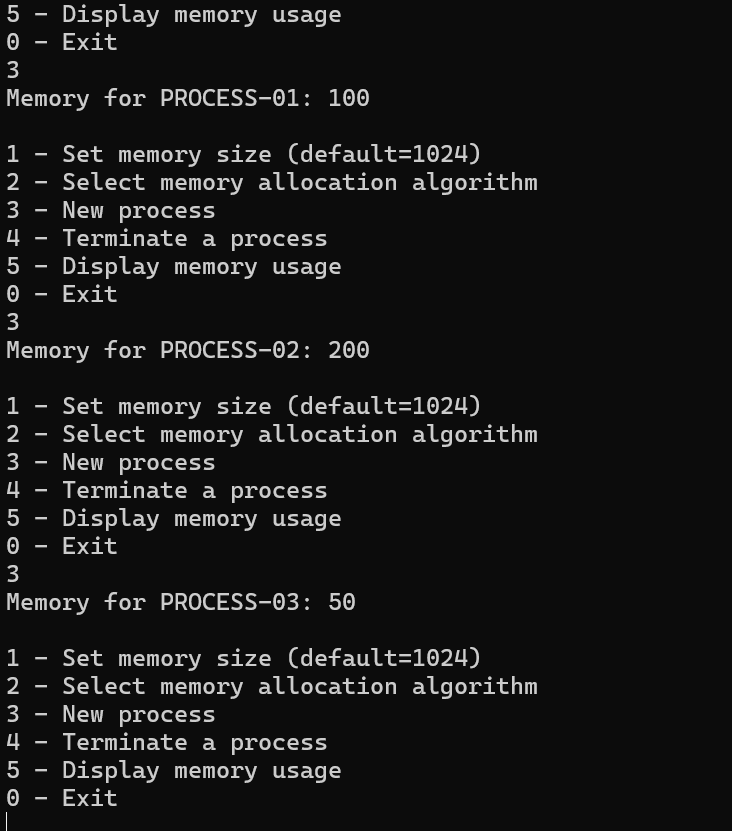 5 - Display memory usage
0 - Exit
3
Memory for PROCESS-01: 100
1 - Set memory size (default=1024)
2 - Select memory allocation algorithm
3 - New process
4 - Terminate a process
5 - Display memory usage
0 - Exit
3
Memory for PROCESS-02: 200
1 - Set memory size (default=1024)
2 - Select memory allocation algorithm
3 - New process
4 - Terminate a process
5 - Display memory usage
0 - Exit
3
Memory for PROCESS-03: 50
1 - Set memory size (default=1024)
2 - Select memory allocation algorithm
3 - New process
4 - Terminate a process
5 - Display memory usage
0 - Exit